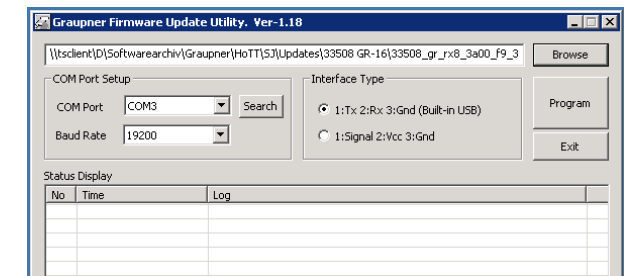 Graupner Firmware Update Utility. Ver-1.18
\\tsclient\D\Softwarearchiv\Graupner\HoTT\SJ\Updates\33508 GR-16\33508_gr_rx8_3a00_f9_3
Browse
COM Port Setup
COM Port COM3 Search
Baud Rate 19200
Interface Type
1:Tx 2:Rx 3:Gnd (Built-in USB)
1:Signal 2:Vcc 3:Gnd
Program
Exit
Status Display
No Time Log